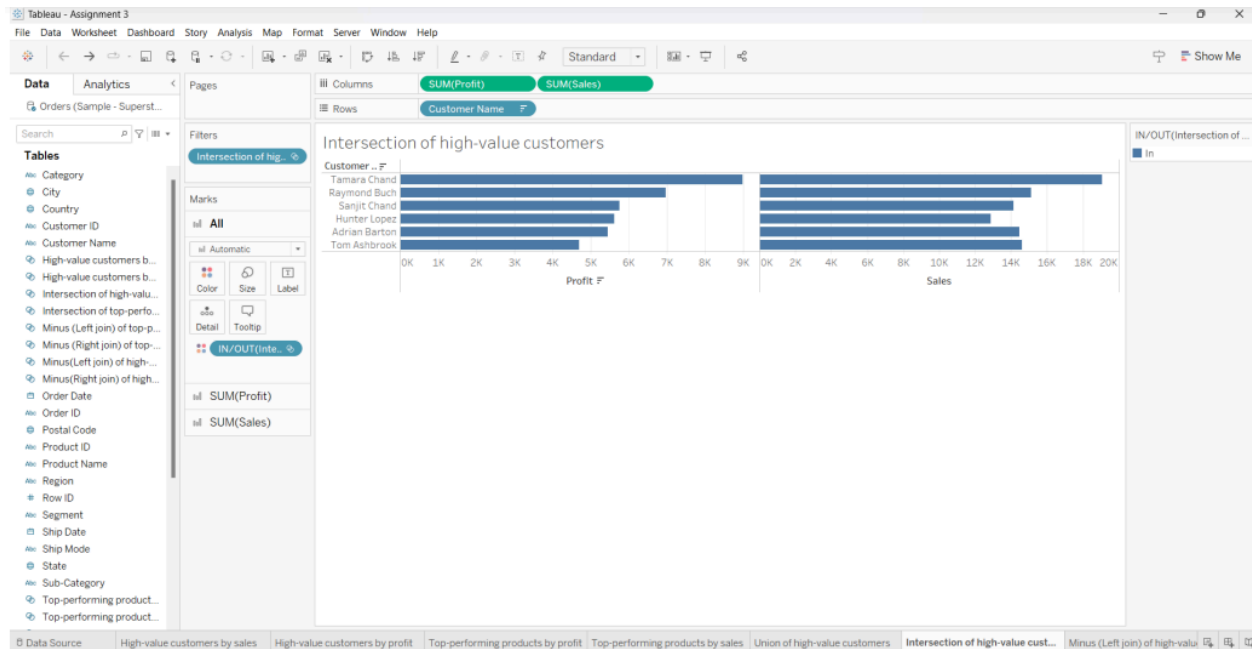 Tableau - Assignment 3
File Data Worksheet Dashboard Story Analysis Map Format Server Window Help
Standard
Show Me
Data Analytics
Orders (Sample - Superst...
Search
Tables
Abc Category
City
Country
Abc Customer ID
Abc Customer Name
High-value customers b...
High-value customers b...
Intersection of high-valu...
Intersection of top-perfo...
Minus (Left join) of top-p...
Minus (Right join) of top-...
Minus(Left join) of high-...
Minus(Right join) of high...
Order Date
Abc Order ID
Postal Code
Abc Product ID
Abc Product Name
Abc Region
# Row ID
Abc Segment
Ship Date
Abc Ship Mode
State
Abc Sub-Category
Top-performing product...
Top-performing product...
Pages
Filters
Intersection of hig..
Marks
All
Automatic
Color Size Label
Detail Tooltip
IN/OUT(Inte..
SUM(Profit)
SUM(Sales)
Columns SUM(Profit) SUM(Sales)
Rows Customer Name
Intersection of high-value customers
Customer ..
Tamara Chand
Raymond Buch
Sanjit Chand
Hunter Lopez
Adrian Barton
Tom Ashbrook
0K 1K 2K 3K 4K 5K 6K 7K 8K 9K 0K 2K 4K 6K 8K 10K 12K 14K 16K 18K 20K
Profit Sales
IN/OUT(Intersection of ...
In
Data Source High-value customers by sales High-value customers by profit Top-performing products by profit Top-performing products by sales Union of high-value customers Intersection of high-value cust... Minus (Left join) of high-valu